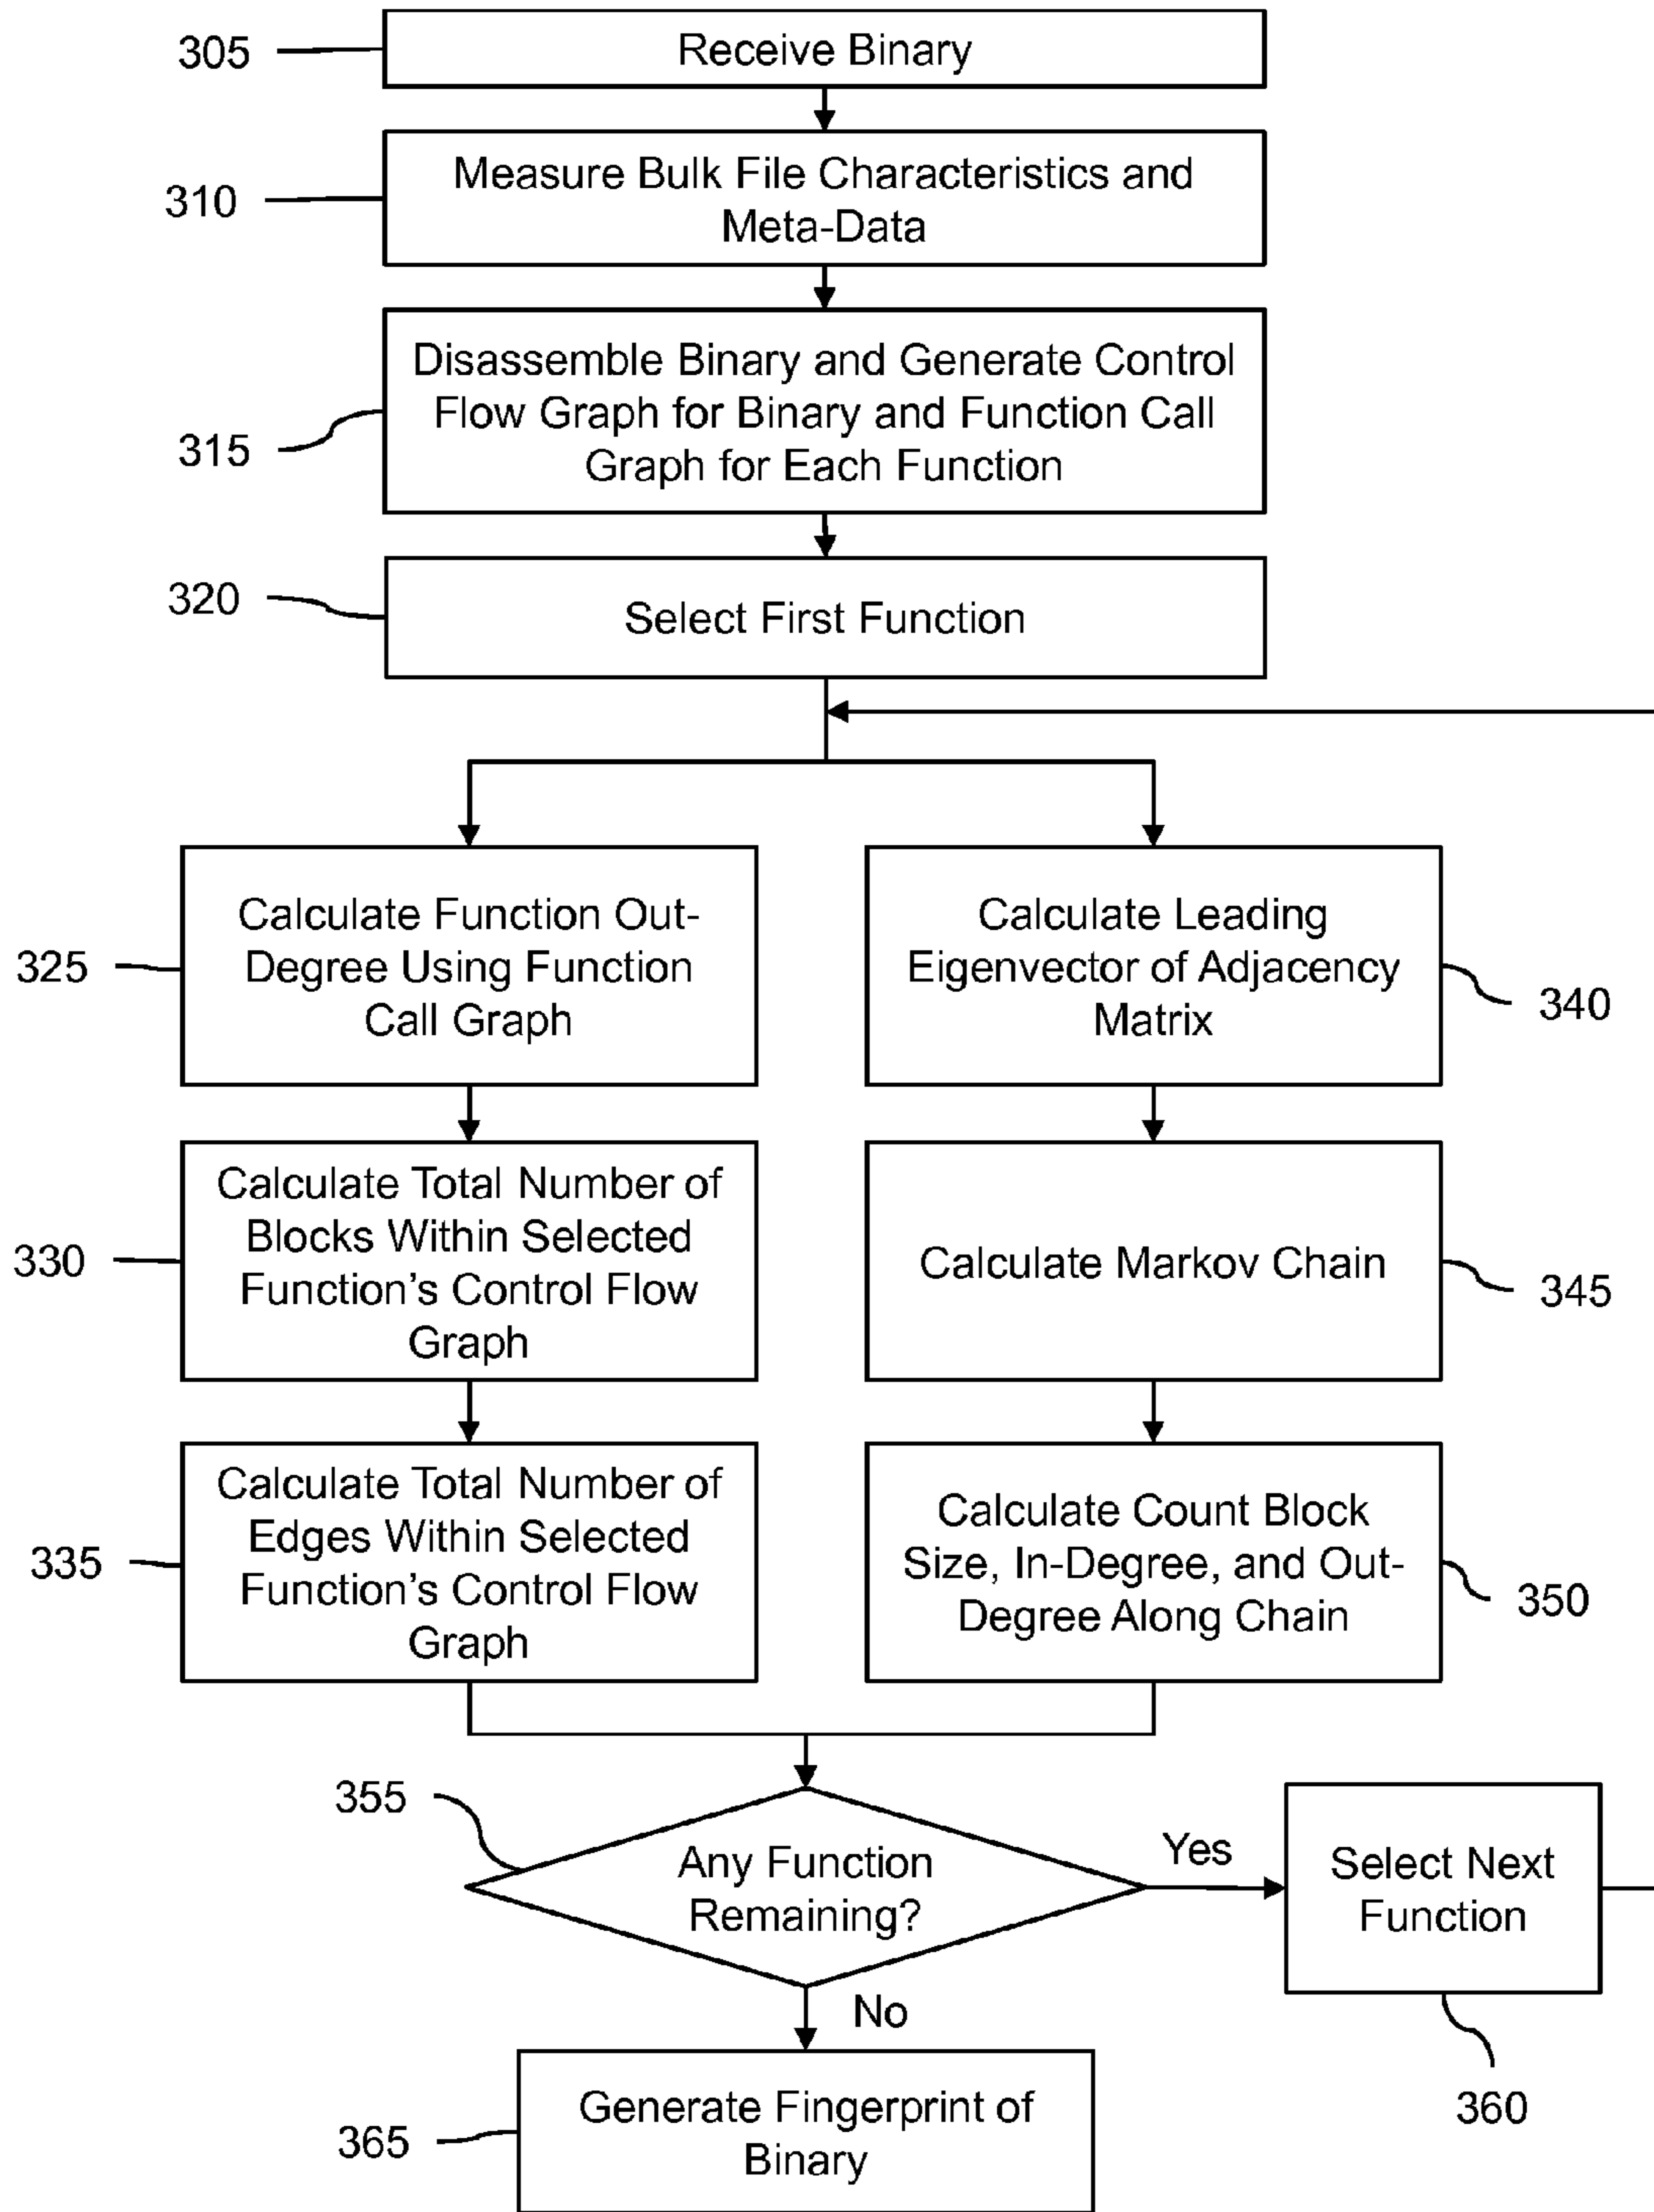 305
Receive Binary
310
Measure Bulk File Characteristics and
Meta-Data
315
Disassemble Binary and Generate Control
Flow Graph for Binary and Function Call
Graph for Each Function
320
Select First Function
325
Calculate Function Out-
Degree Using Function
Call Graph
Calculate Leading
Eigenvector of Adjacency
Matrix
340
330
Calculate Total Number of
Blocks Within Selected
Function's Control Flow
Graph
Calculate Markov Chain
345
335
Calculate Total Number of
Edges Within Selected
Function's Control Flow
Graph
Calculate Count Block
Size, In-Degree, and Out-
Degree Along Chain
350
355
Any Function
Remaining?
Yes
Select Next
Function
360
No
365
Generate Fingerprint of
Binary